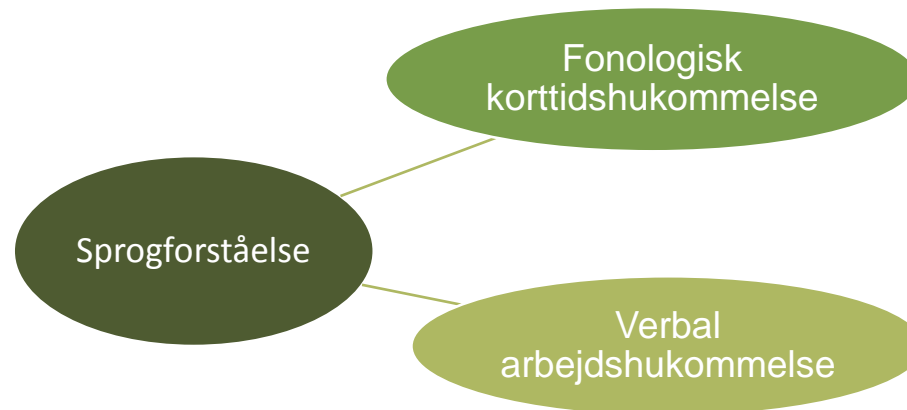 Fonologisk
korttidshukommelse
Sprogforståelse
Verbal
arbejdshukommelse